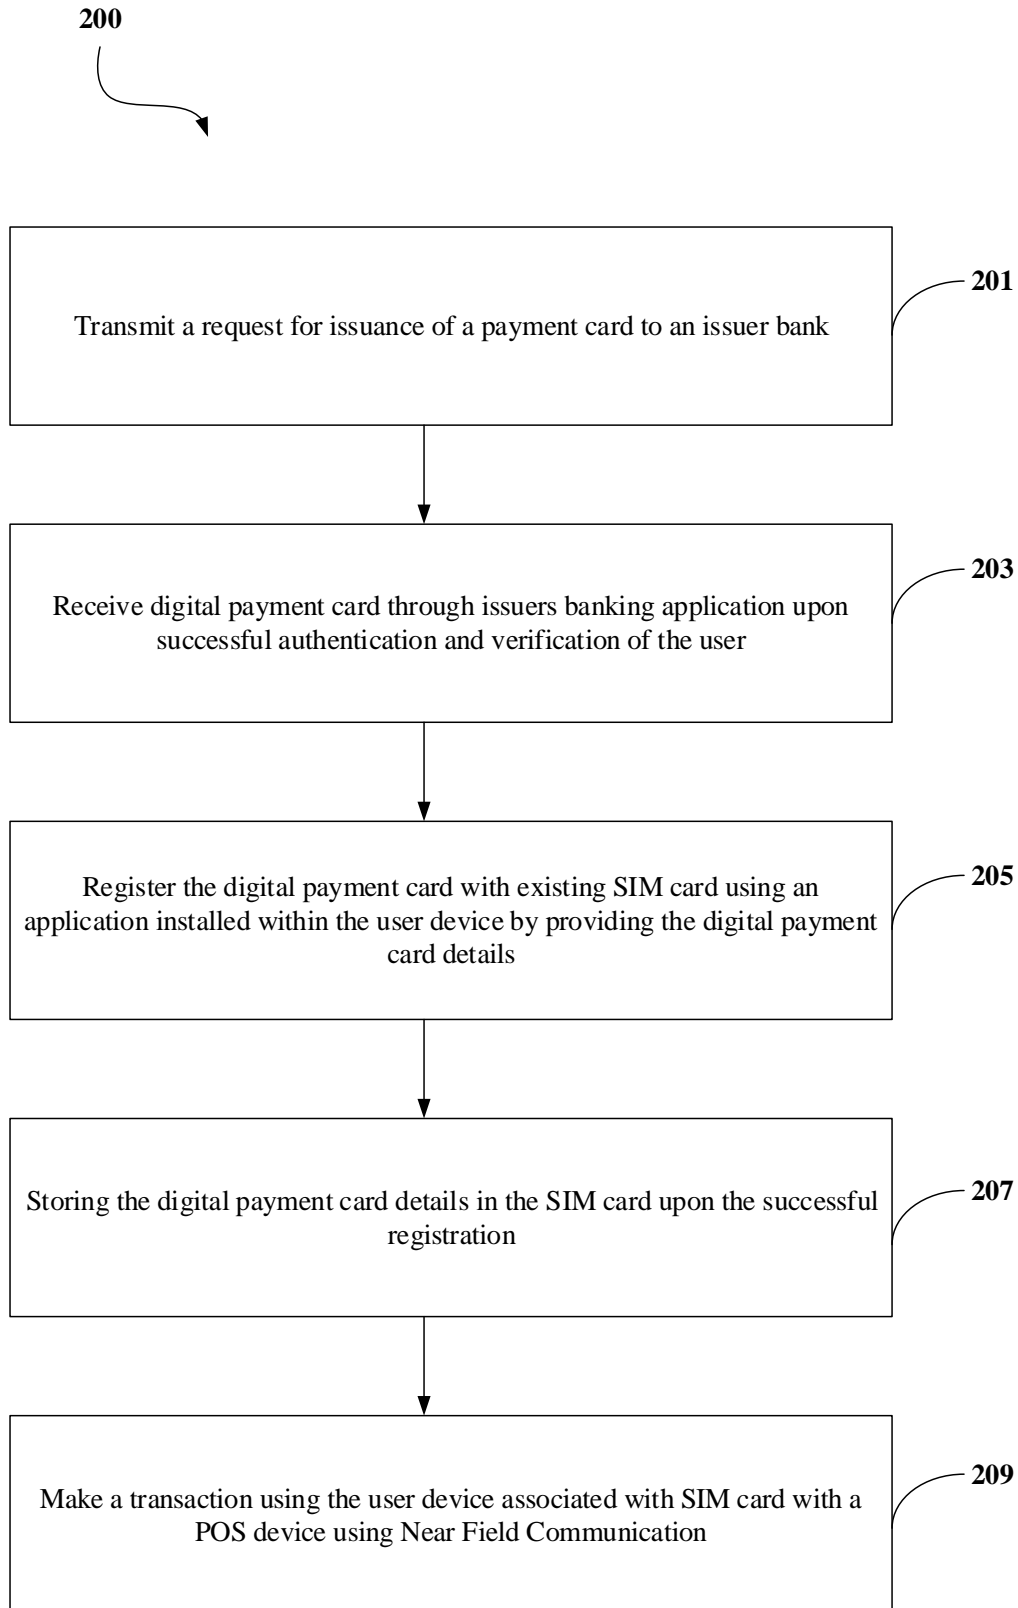 200
201
Transmit a request for issuance of a payment card to an issuer bank
203
Receive digital payment card through issuers banking application upon
successful authentication and verification of the user
205
Register the digital payment card with existing SIM card using an
application installed within the user device by providing the digital payment
card details
207
Storing the digital payment card details in the SIM card upon the successful
registration
209
Make a transaction using the user device associated with SIM card with a
POS device using Near Field Communication